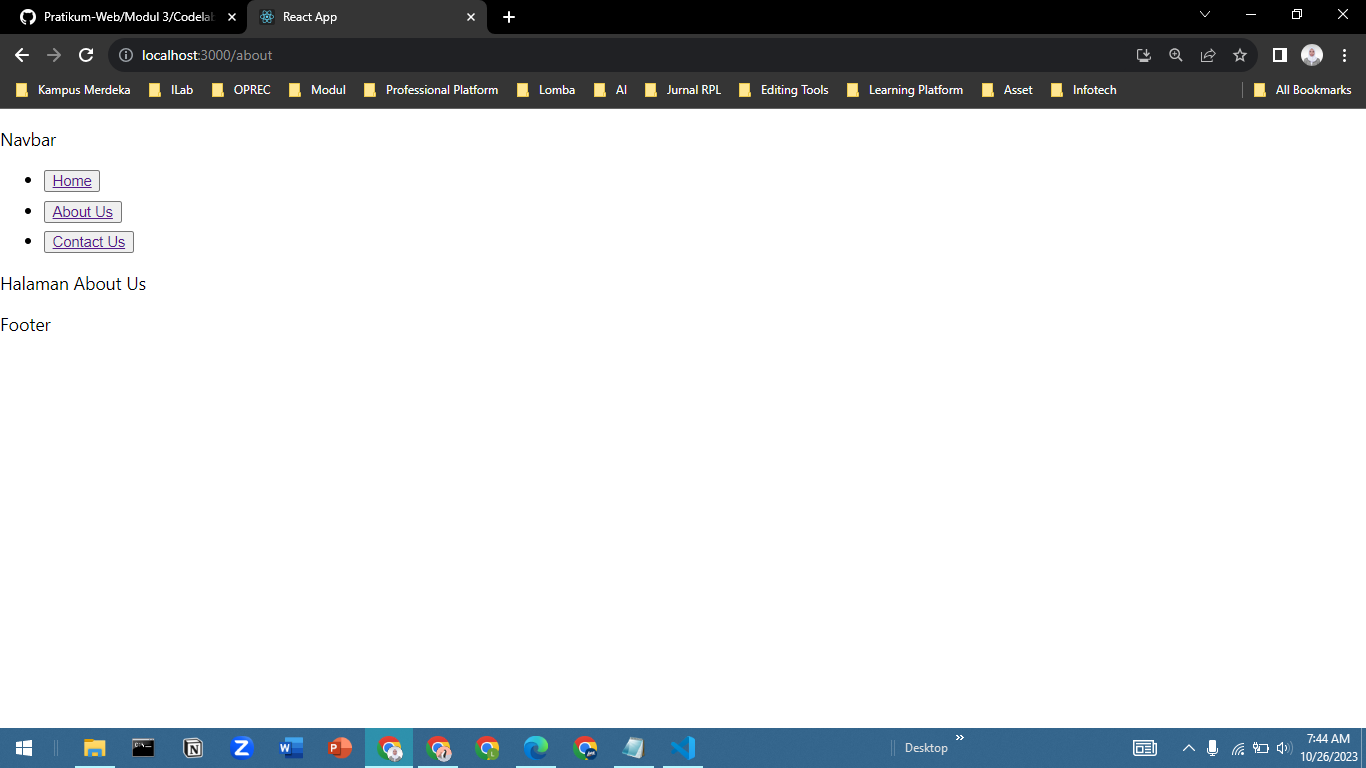 Pratikum-Web/Modul 3/Codelab
React App
localhost:3000/about
Kampus Merdeka ILab OPREC Modul Professional Platform Lomba AI Jurnal RPL Editing Tools Learning Platform Asset Infotech All Bookmarks
Navbar
Home
About Us
Contact Us
Halaman About Us
Footer
Desktop
7:44 AM
10/26/2023